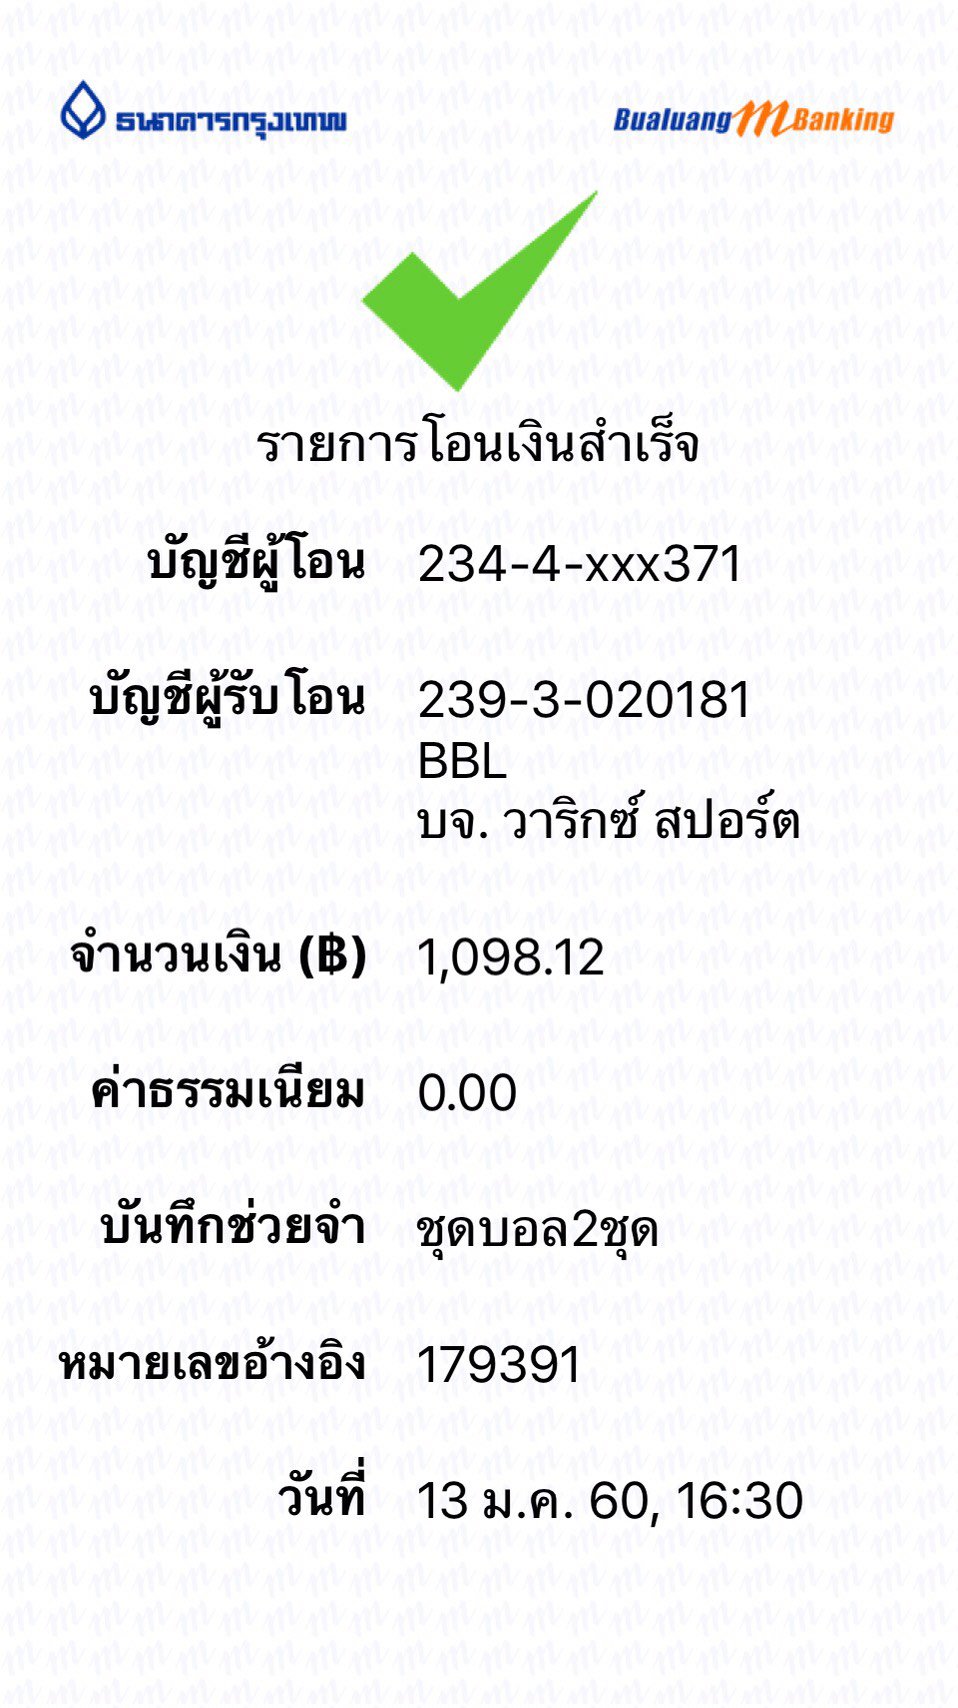 ธนาคารกรุงเทพ Bualuang m Banking
รายการโอนเงินสำเร็จ
บัญชีผู้โอน 234-4-xxx371
บัญชีผู้รับโอน 239-3-020181
BBL
บจ. วาริกซ์ สปอร์ต
จำนวนเงิน (฿) 1,098.12
ค่าธรรมเนียม 0.00
บันทึกช่วยจำ ชุดบอล2ชุด
หมายเลขอ้างอิง 179391
วันที่ 13 ม.ค. 60, 16:30